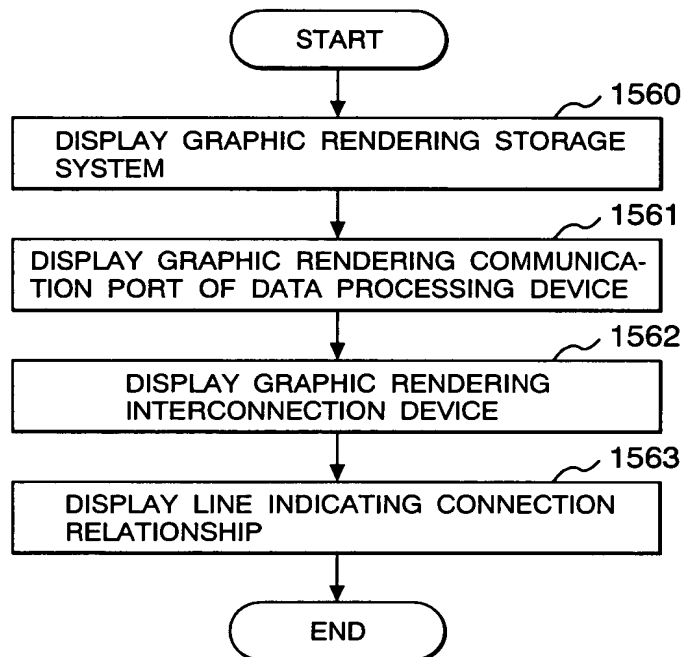 START
1560
DISPLAY GRAPHIC RENDERING STORAGE
SYSTEM
1561
DISPLAY GRAPHIC RENDERING COMMUNICA-
TION PORT OF DATA PROCESSING DEVICE
1562
DISPLAY GRAPHIC RENDERING
INTERCONNECTION DEVICE
1563
DISPLAY LINE INDICATING CONNECTION
RELATIONSHIP
END